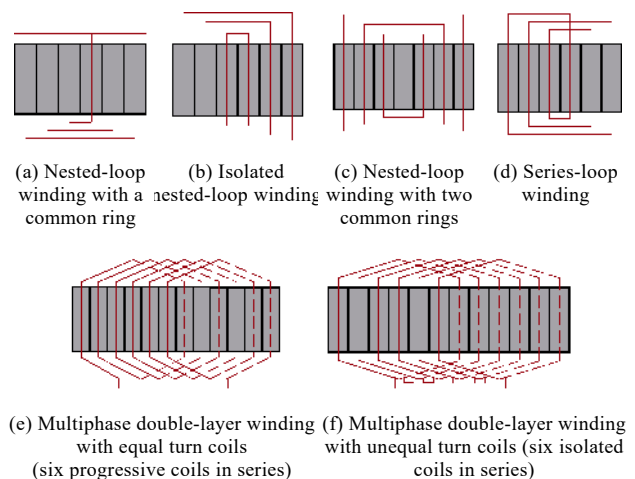 (a) Nested-loop
winding with a
common ring
(b) Isolated
nested-loop winding
(c) Nested-loop
winding with two
common rings
(d) Series-loop
winding
(e) Multiphase double-layer winding
with equal turn coils
(six progressive coils in series)
(f) Multiphase double-layer winding
with unequal turn coils (six isolated
coils in series)